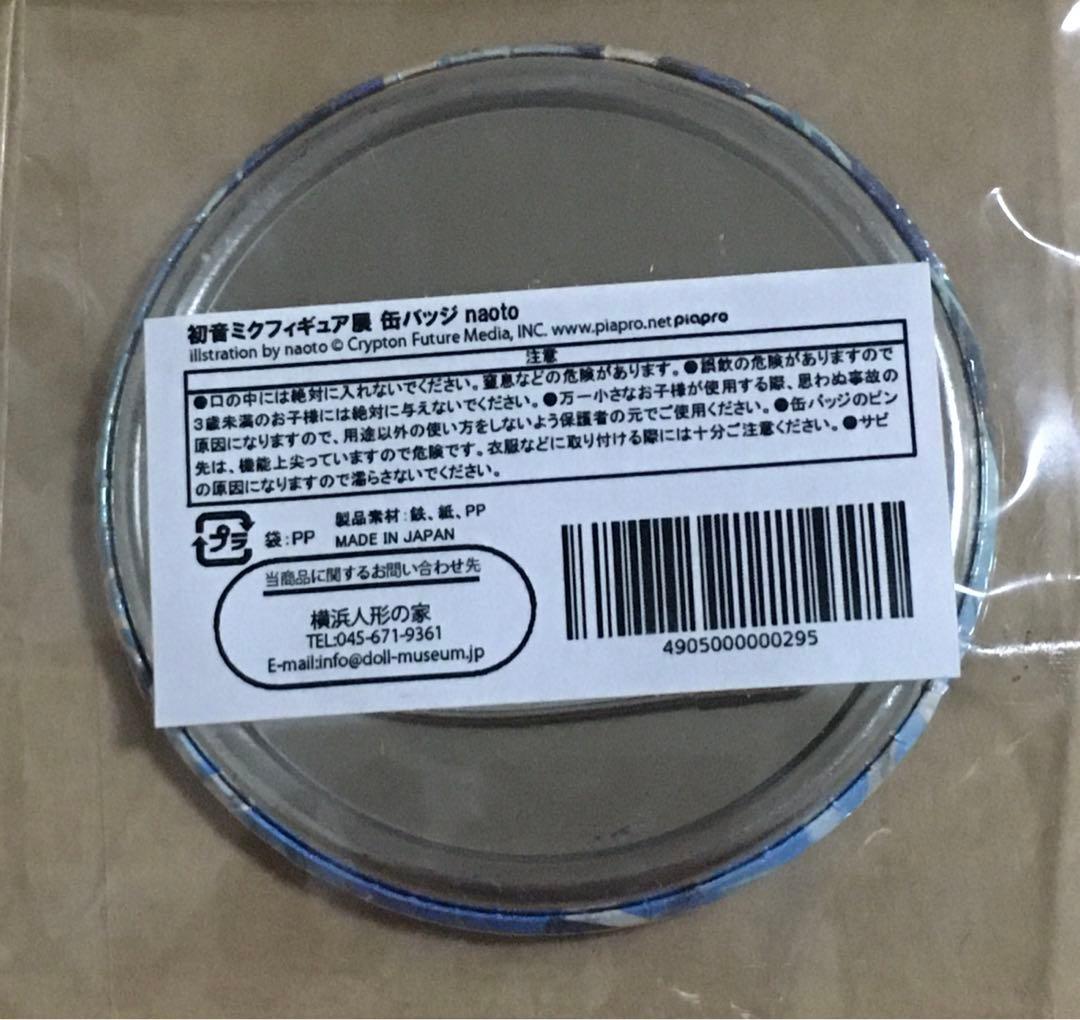 初音ミクフィギュア展 缶バッジ naoto
illstration by naoto © Crypton Future Media, INC. www.piapro.net piapro
注意
●口の中には絶対に入れないでください。窒息などの危険があります。●誤飲の危険がありますので
3歳未満のお子様には絶対に与えないでください。●万一小さなお子様が使用する際、思わぬ事故の
原因になりますので、用途以外の使い方をしないよう保護者の元でご使用ください。●缶バッジのピン
先は、機能上尖っていますので危険です。衣服などに取り付ける際には十分ご注意ください。●サビ
の原因になりますので濡らさないでください。
プラ
袋:PP
製品素材:鉄、紙、PP
MADE IN JAPAN
当商品に関するお問い合わせ先
横浜人形の家
TEL:045-671-9361
E-mail:info@doll-museum.jp
4905000000295